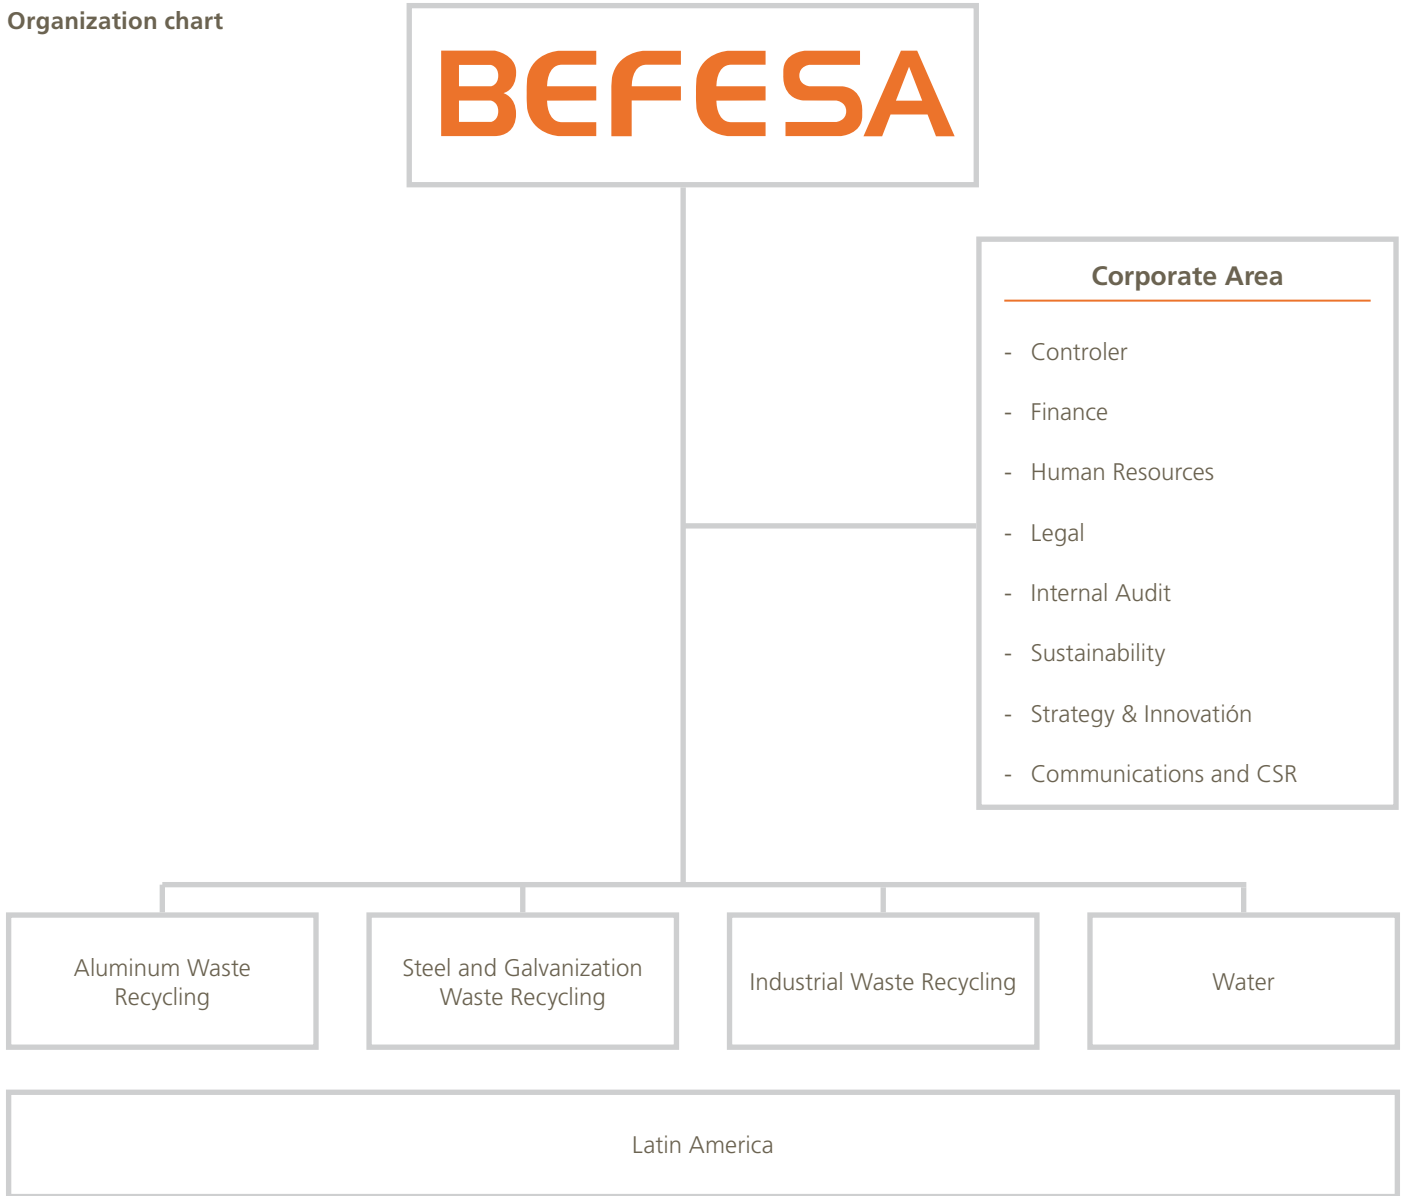 Organization chart
BEFESA
Corporate Area
- Controler
- Finance
- Human Resources
- Legal
- Internal Audit
- Sustainability
- Strategy & Innovatión
- Communications and CSR
Aluminum Waste
Recycling
Steel and Galvanization
Waste Recycling
Industrial Waste Recycling
Water
Latin America